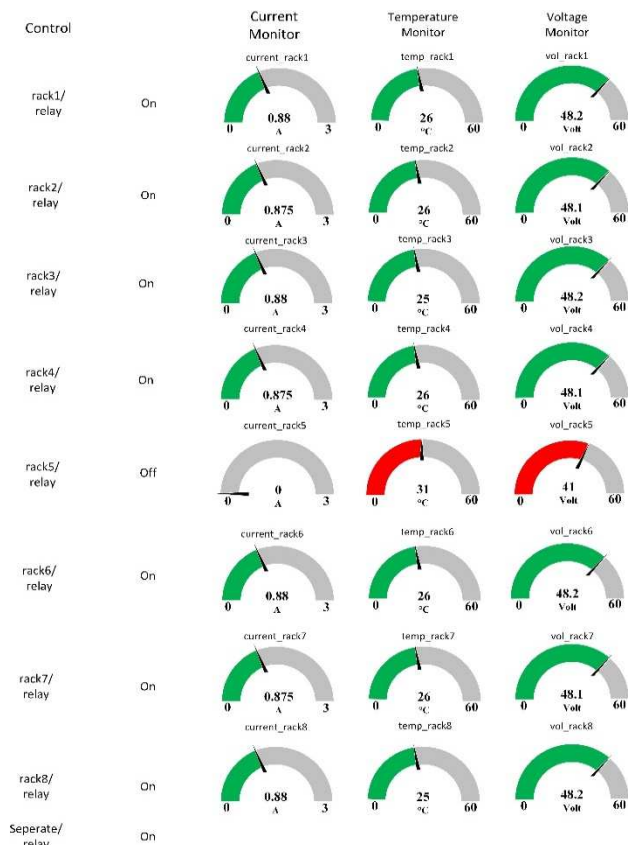 Control
Current
Monitor
Temperature
Monitor
Voltage
Monitor
rack1/
relay
On
current_rack1
0.88
A
0
3
temp_rack1
26
°C
0
60
vol_rack1
48.2
Volt
0
60
rack2/
relay
On
current_rack2
0.875
A
0
3
temp_rack2
26
°C
0
60
vol_rack2
48.1
Volt
0
60
rack3/
relay
On
current_rack3
0.88
A
0
3
temp_rack3
25
°C
0
60
vol_rack3
48.2
Volt
0
60
rack4/
relay
On
current_rack4
0.875
A
0
3
temp_rack4
26
°C
0
60
vol_rack4
48.1
Volt
0
60
rack5/
relay
Off
current_rack5
0
A
0
3
temp_rack5
31
°C
0
60
vol_rack5
41
Volt
0
60
rack6/
relay
On
current_rack6
0.88
A
0
3
temp_rack6
26
°C
0
60
vol_rack6
48.2
Volt
0
60
rack7/
relay
On
current_rack7
0.875
A
0
3
temp_rack7
26
°C
0
60
vol_rack7
48.1
Volt
0
60
rack8/
relay
On
current_rack8
0.88
A
0
3
temp_rack8
25
°C
0
60
vol_rack8
48.2
Volt
0
60
Seperate/
relay
On